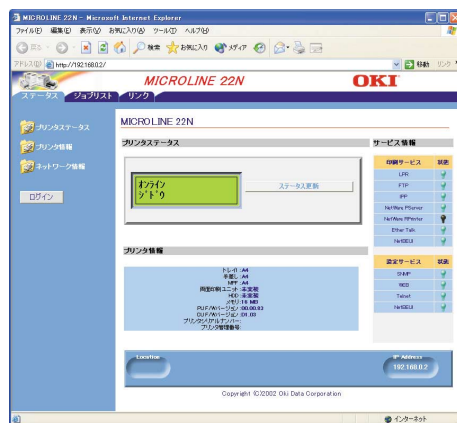 MICROLINE 22N - Microsoft Internet Explorer
ファイル(F) 編集(E) 表示(V) お気に入り(A) ツール(T) ヘルプ(H)
戻る 検索 お気に入り メディア
アドレス(D) http://192.168.0.2/ 移動 リンク
MICROLINE 22N OKI
ステータス ジョブリスト リンク
プリンタステータス
プリンタ情報
ネットワーク情報
ログイン
MICROLINE 22N
プリンタステータス
オンライン
ジドウ
ステータス更新
プリンタ情報
トレイ1 :A4
手差し :A4
MPF :A4
両面印刷ユニット :未実装
HDD :未実装
メモリ :16 MB
PU F/Wバージョン :00.00.03
CU F/Wバージョン :01.03
プリンタシリアルナンバー:
プリンタ管理番号:
サービス情報
印刷サービス 状態
LPR
FTP
IPP
NetWare PServer
NetWare RPrinter
Ether Talk
NetBEUI
設定サービス 状態
SNMP
WEB
Telnet
NetBEUI
Location
IP Address
192.168.0.2
Copyright (C)2002 Oki Data Corporation
インターネット